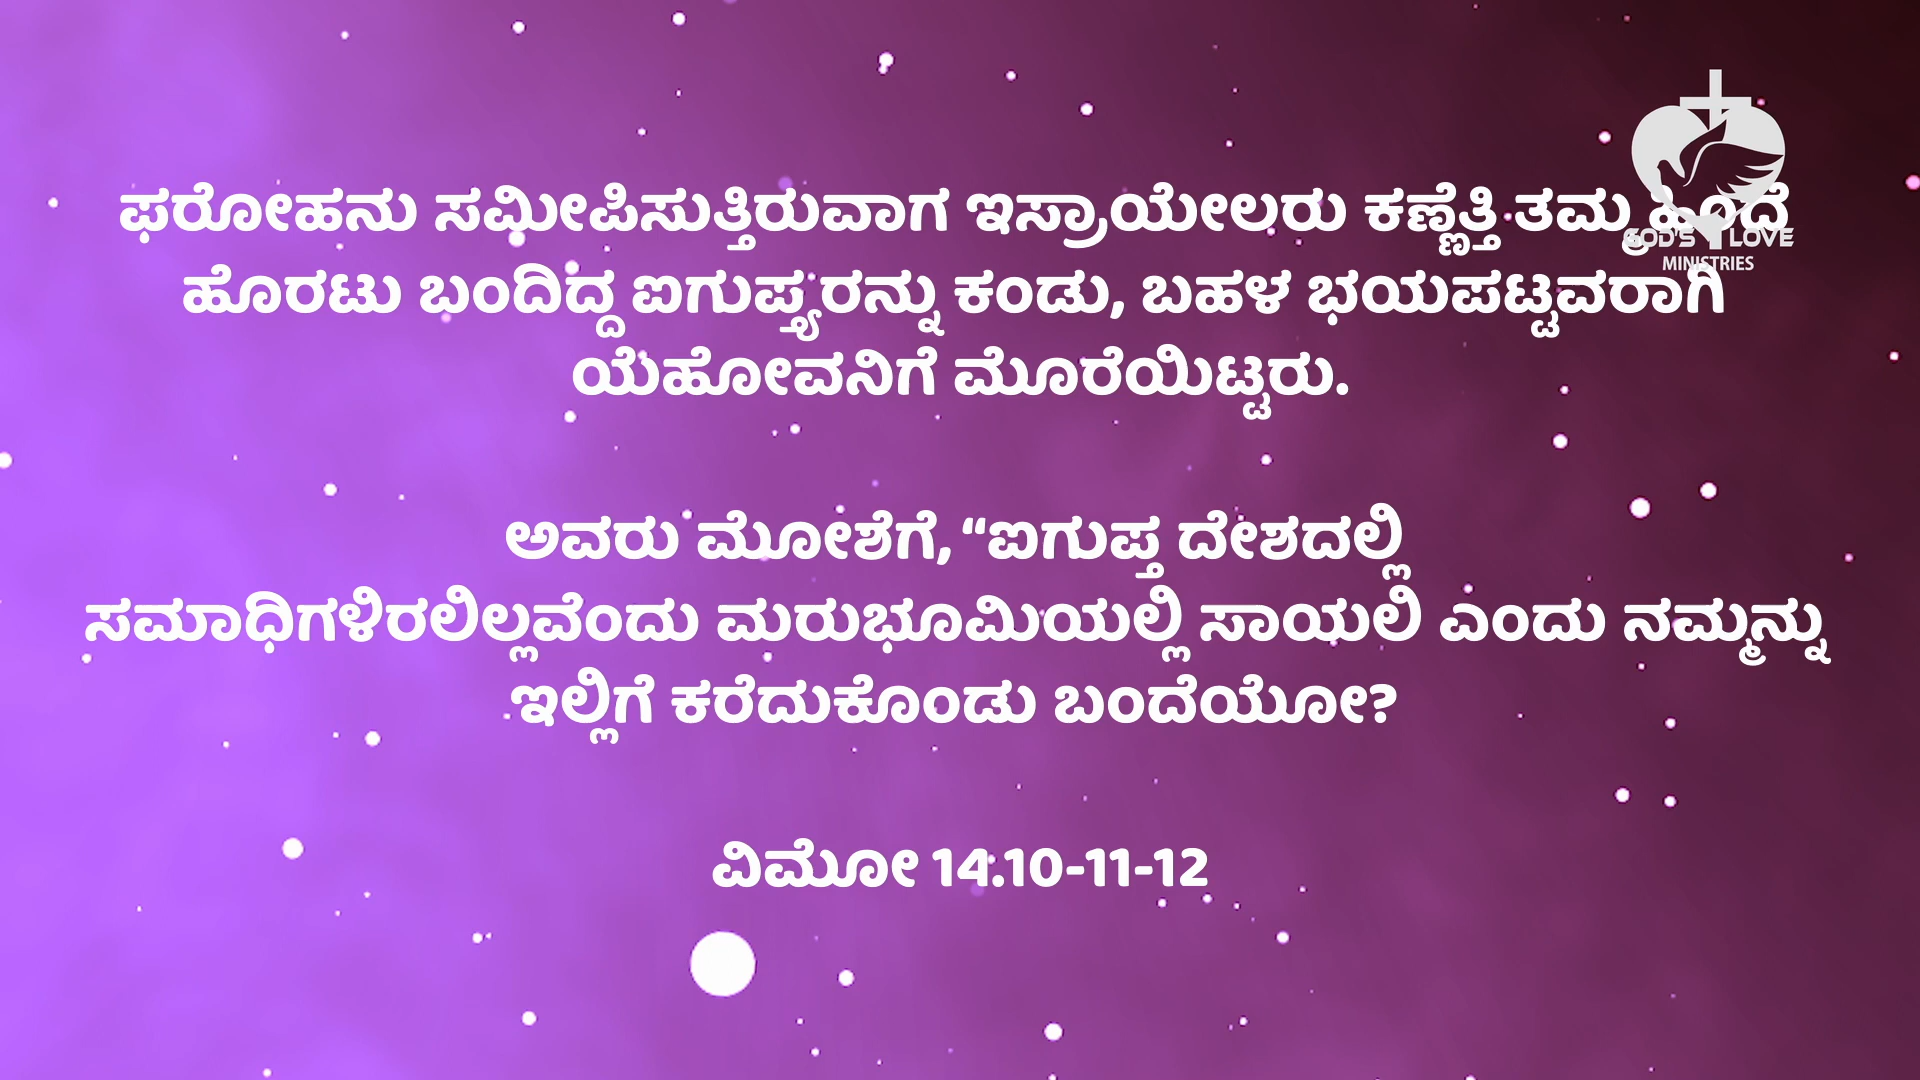 ಫರೋಹನು ಸಮೀಪಿಸುತ್ತಿರುವಾಗ ಇಸ್ರಾಯೇಲರು ಕಣ್ಣೆತ್ತಿ ತಮ್ಮ ಹಿಂದೆ
ಹೊರಟು ಬಂದಿದ್ದ ಐಗುಪ್ತ್ಯರನ್ನು ಕಂಡು, ಬಹಳ ಭಯಪಟ್ಟವರಾಗಿ
ಯೆಹೋವನಿಗೆ ಮೊರೆಯಿಟ್ಟರು.
ಅವರು ಮೋಶೆಗೆ, “ಐಗುಪ್ತ ದೇಶದಲ್ಲಿ
ಸಮಾಧಿಗಳಿರಲಿಲ್ಲವೆಂದು ಮರುಭೂಮಿಯಲ್ಲಿ ಸಾಯಲಿ ಎಂದು ನಮ್ಮನ್ನು
ಇಲ್ಲಿಗೆ ಕರೆದುಕೊಂಡು ಬಂದೆಯೋ?
ವಿಮೋ 14.10-11-12
GOD'S LOVE
MINISTRIES